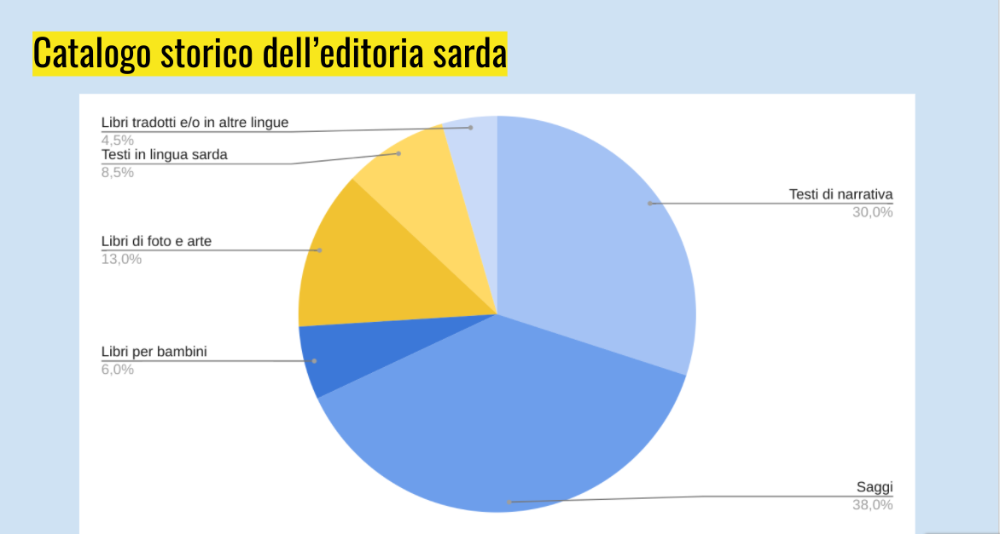 Catalogo storico dell’editoria sarda
Libri tradotti e/o in altre lingue
4,5%
Testi in lingua sarda
8,5%
Testi di narrativa
30,0%
Libri di foto e arte
13,0%
Libri per bambini
6,0%
Saggi
38,0%